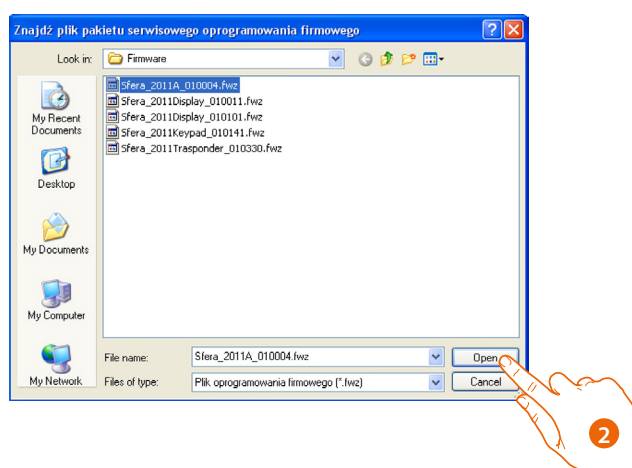 Znajdź plik pakietu serwisowego oprogramowania firmowego
Look in:
Firmware
Sfera_2011A_010004.fwz
Sfera_2011Display_010011.fwz
Sfera_2011Display_010101.fwz
Sfera_2011Keypad_010141.fwz
Sfera_2011Trasponder_010330.fwz
My Recent
Documents
Desktop
My Documents
My Computer
My Network
File name:
Sfera_2011A_010004.fwz
Open
Files of type:
Plik oprogramowania firmowego (*.fwz)
Cancel
2